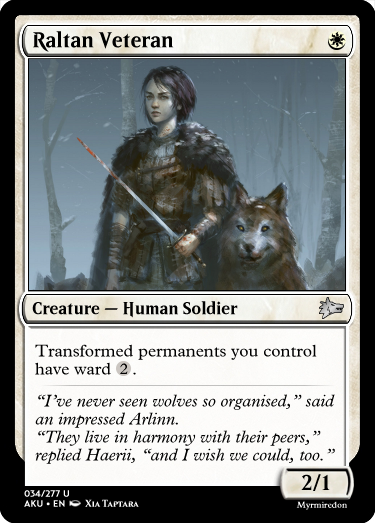 Raltan Veteran
Creature — Human Soldier
Transformed permanents you control
have ward 2.
“I’ve never seen wolves so organised,” said
an impressed Arlinn.
“They live in harmony with their peers,”
replied Haerii, “and I wish we could, too.”
2/1
034/277 U
AKU • EN Xia Taptara
Myrmiredon